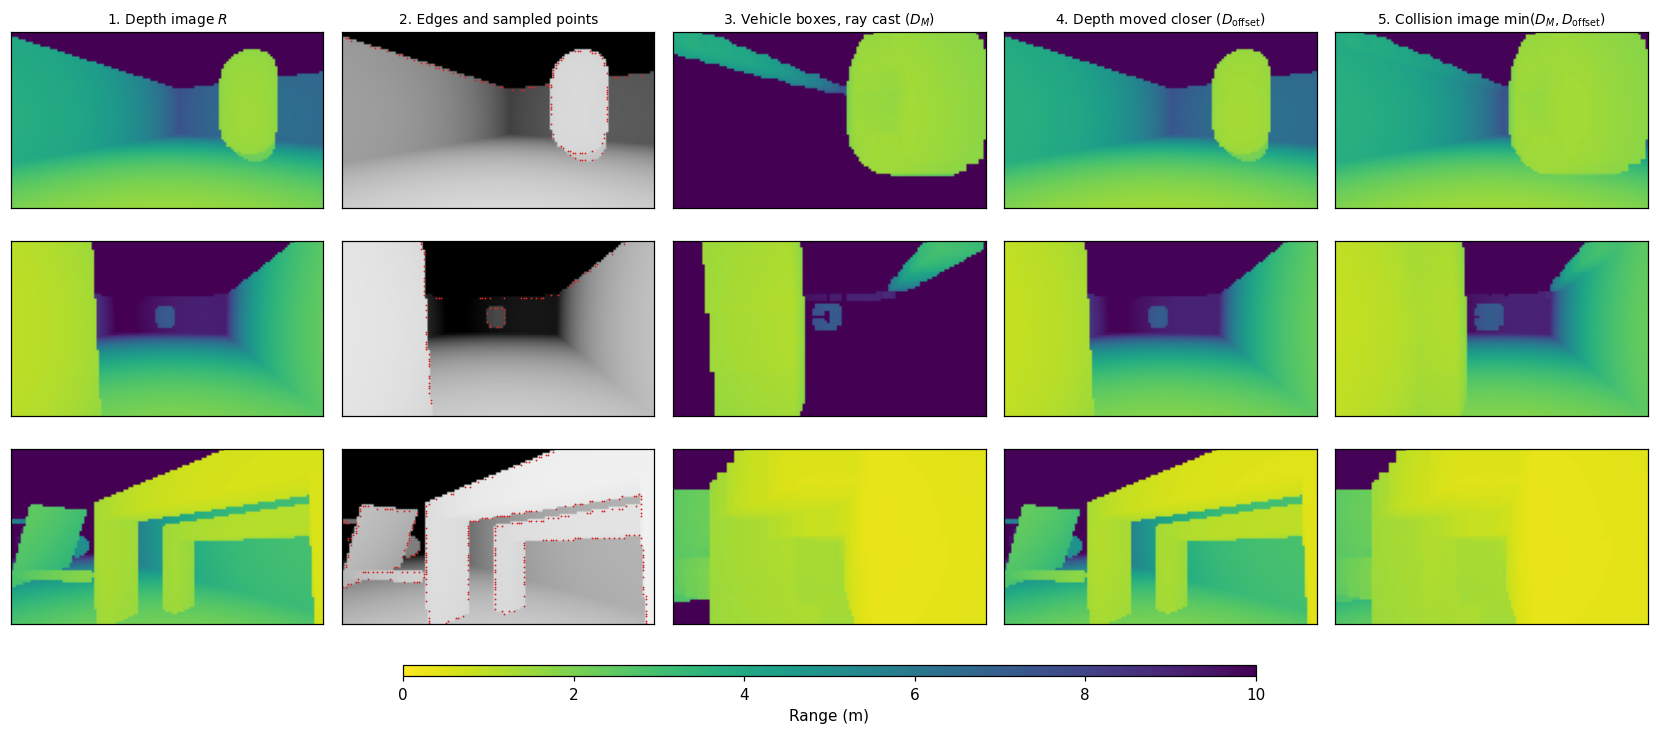 1. Depth image R
2. Edges and sampled points
3. Vehicle boxes, ray cast (D_M)
4. Depth moved closer (D_offset)
5. Collision image min(D_M, D_offset)
0 2 4 6 8 10
Range (m)